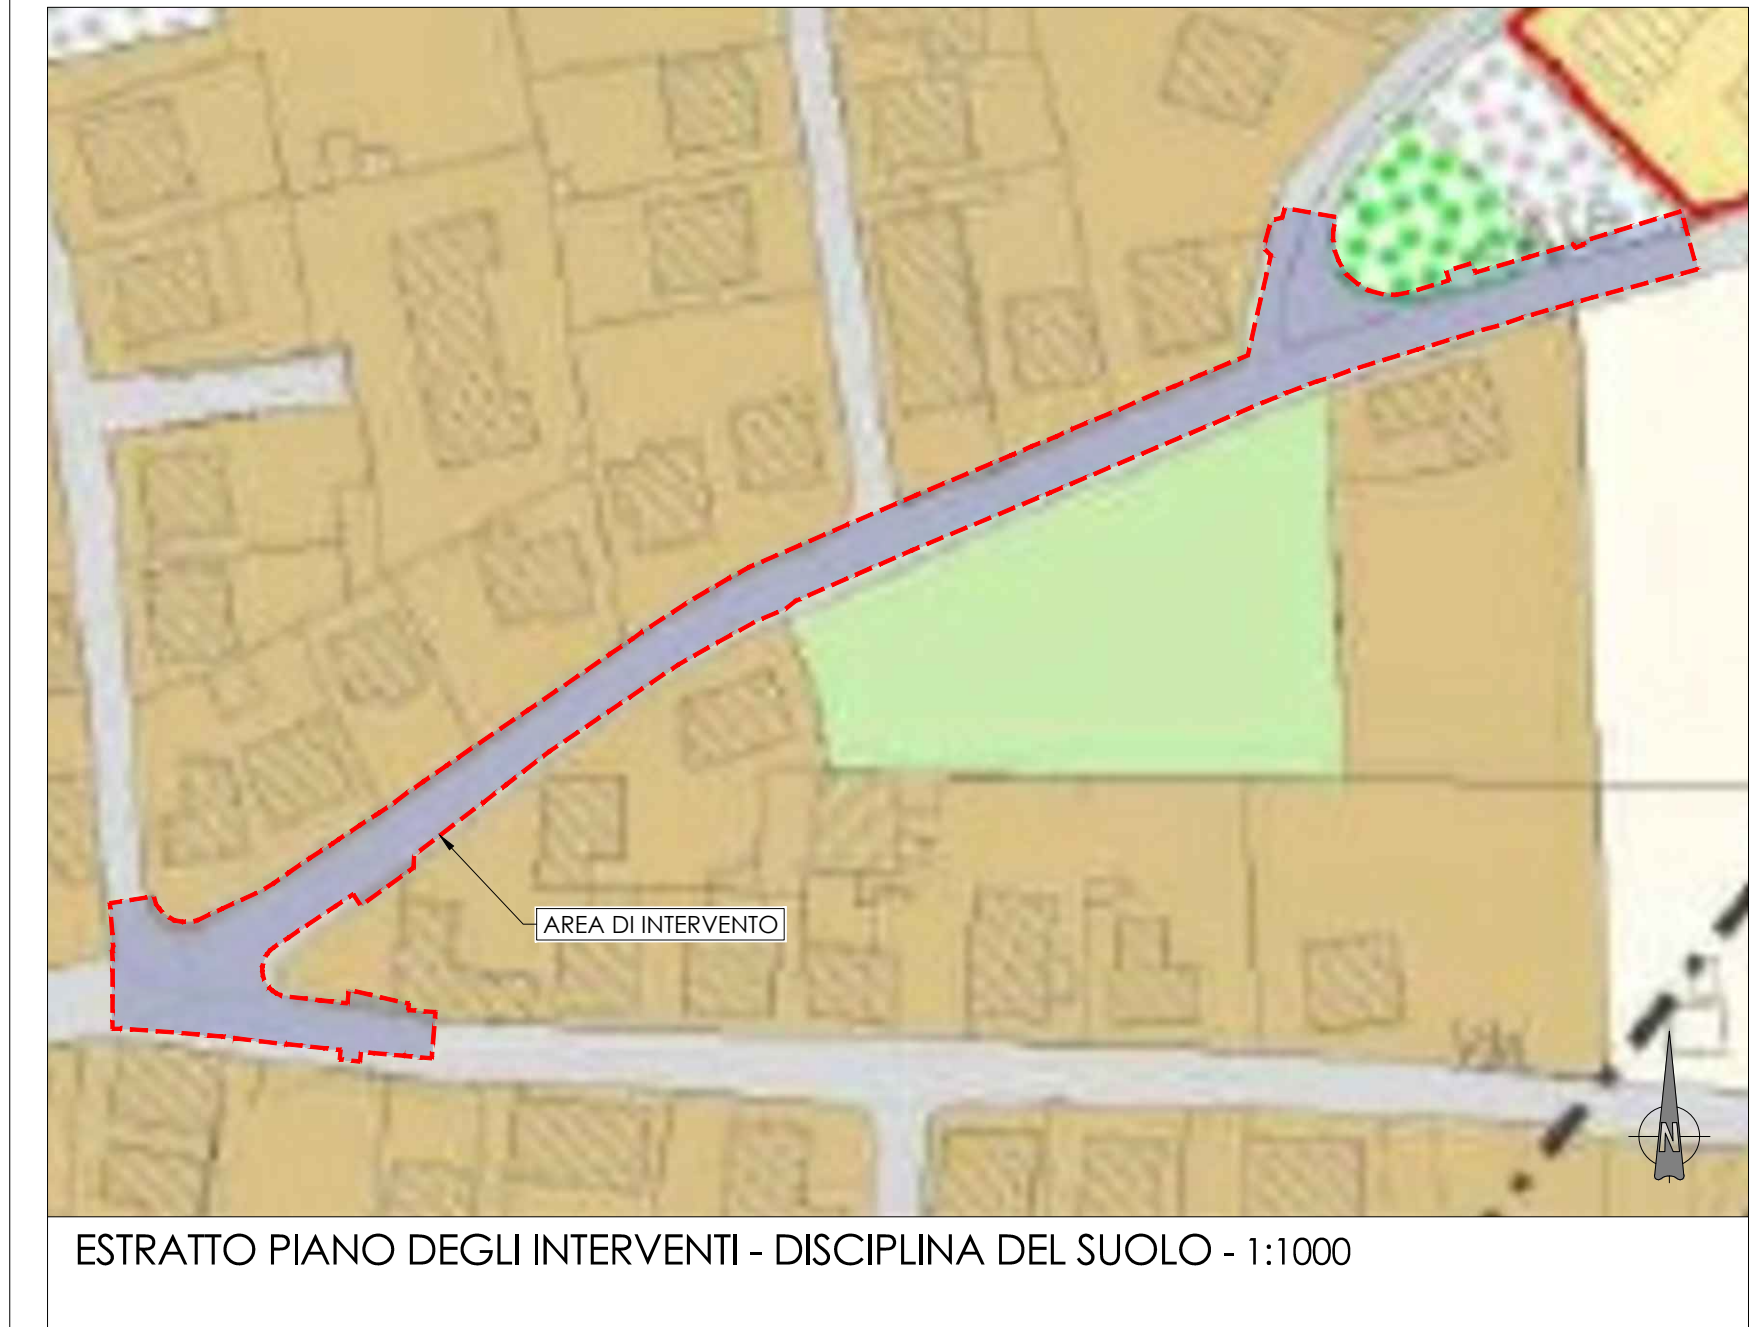 AREA DI INTERVENTO
N
ESTRATTO PIANO DEGLI INTERVENTI - DISCIPLINA DEL SUOLO - 1:1000